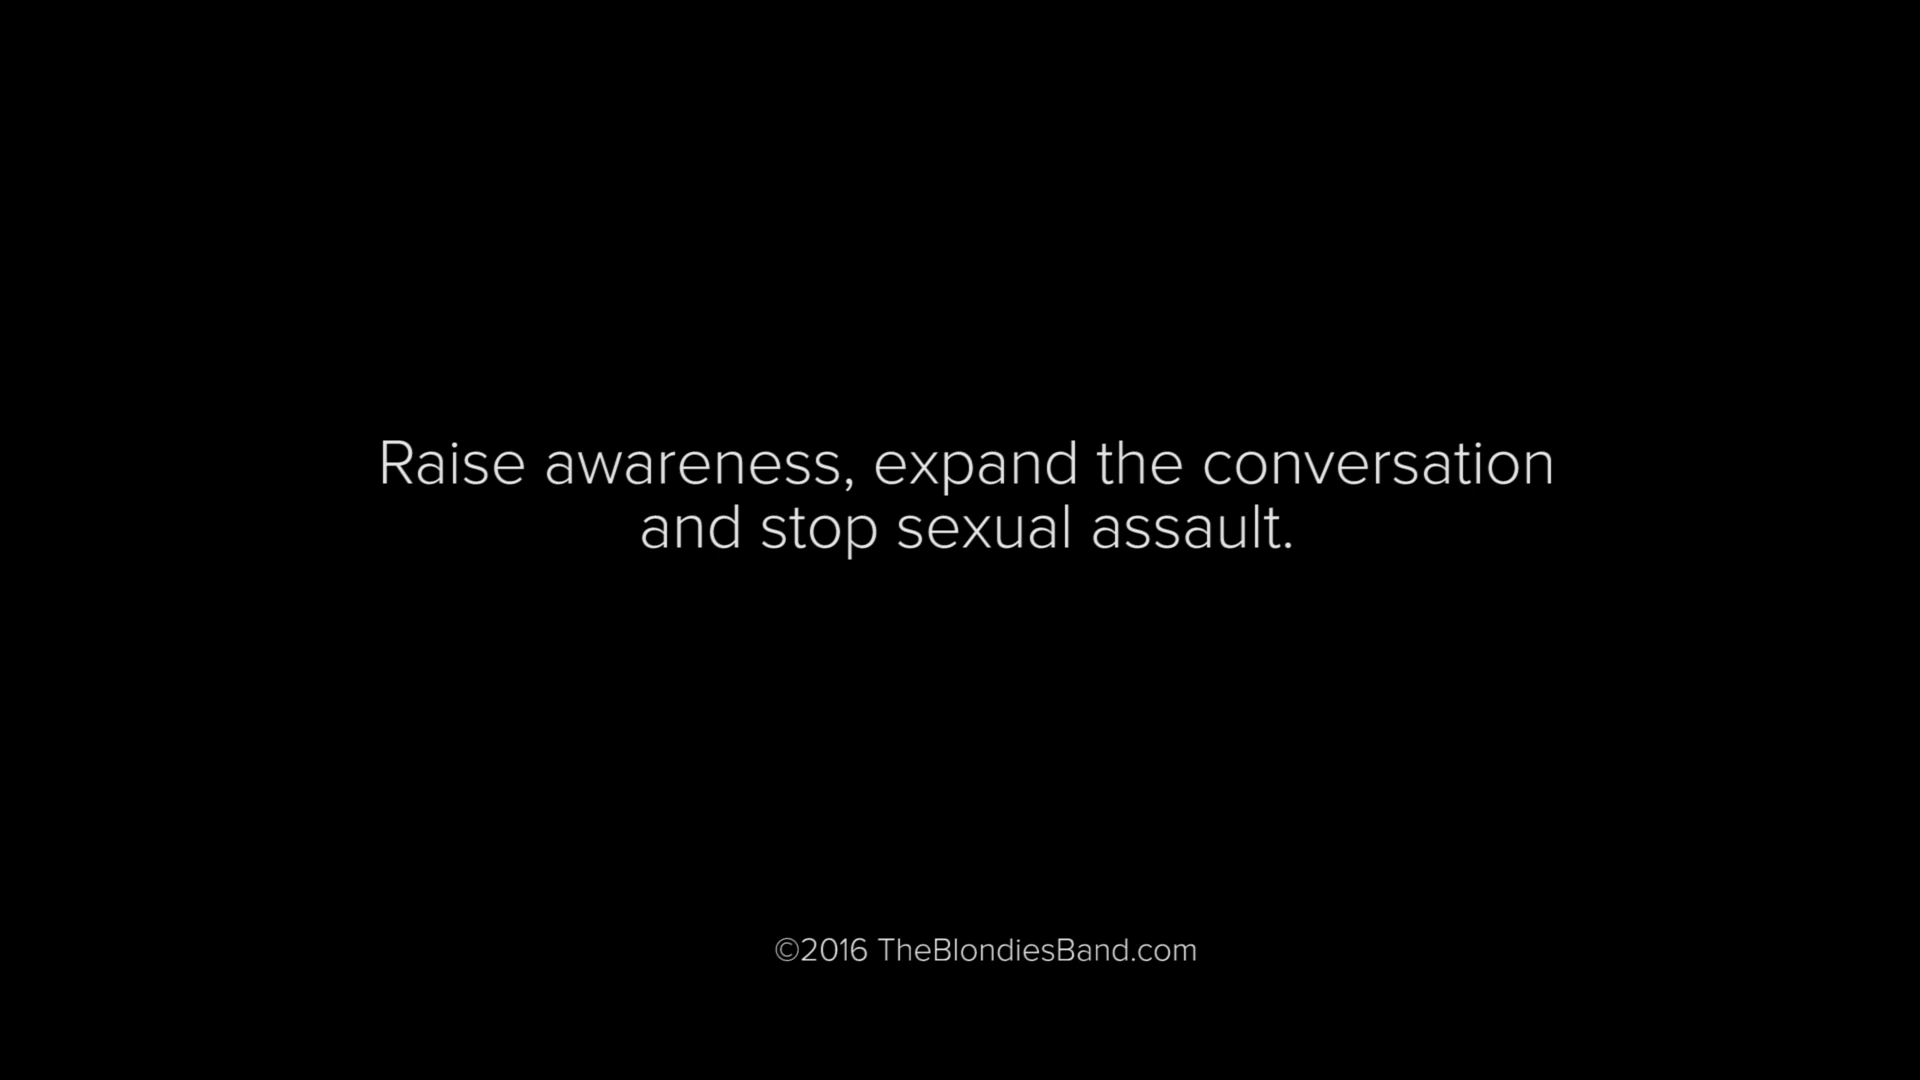 Raise awareness, expand the conversation
and stop sexual assault.
©2016 TheBlondiesBand.com